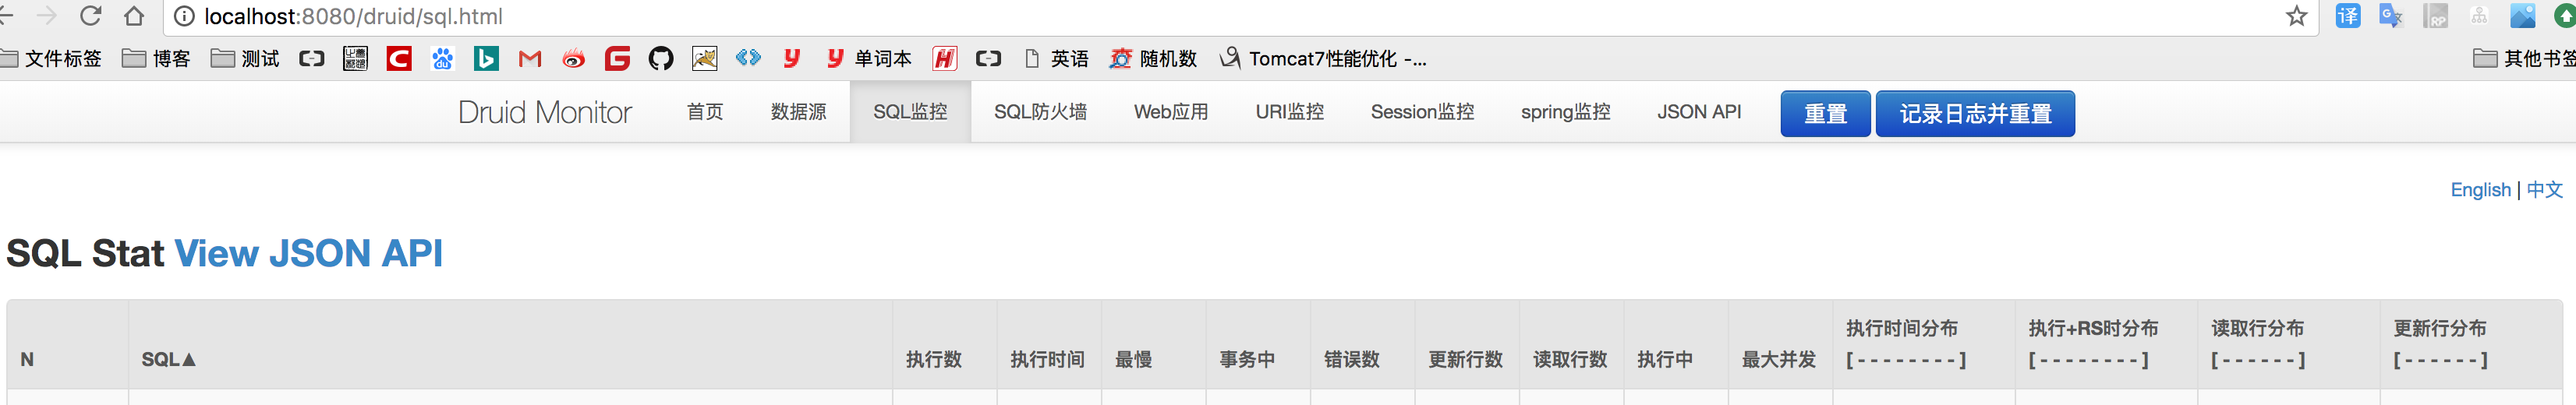 localhost:8080/druid/sql.html
文件标签 博客 测试 单词本 英语 随机数 Tomcat7性能优化 -... 其他书签
Druid Monitor 首页 数据源 SQL监控 SQL防火墙 Web应用 URI监控 Session监控 spring监控 JSON API 重置 记录日志并重置
English | 中文
SQL Stat View JSON API
N SQL▲ 执行数 执行时间 最慢 事务中 错误数 更新行数 读取行数 执行中 最大并发 执行时间分布 执行+RS时分布 读取行分布 更新行分布
[ - - - - - - - - ] [ - - - - - - - - ] [ - - - - - - ] [ - - - - - - ]